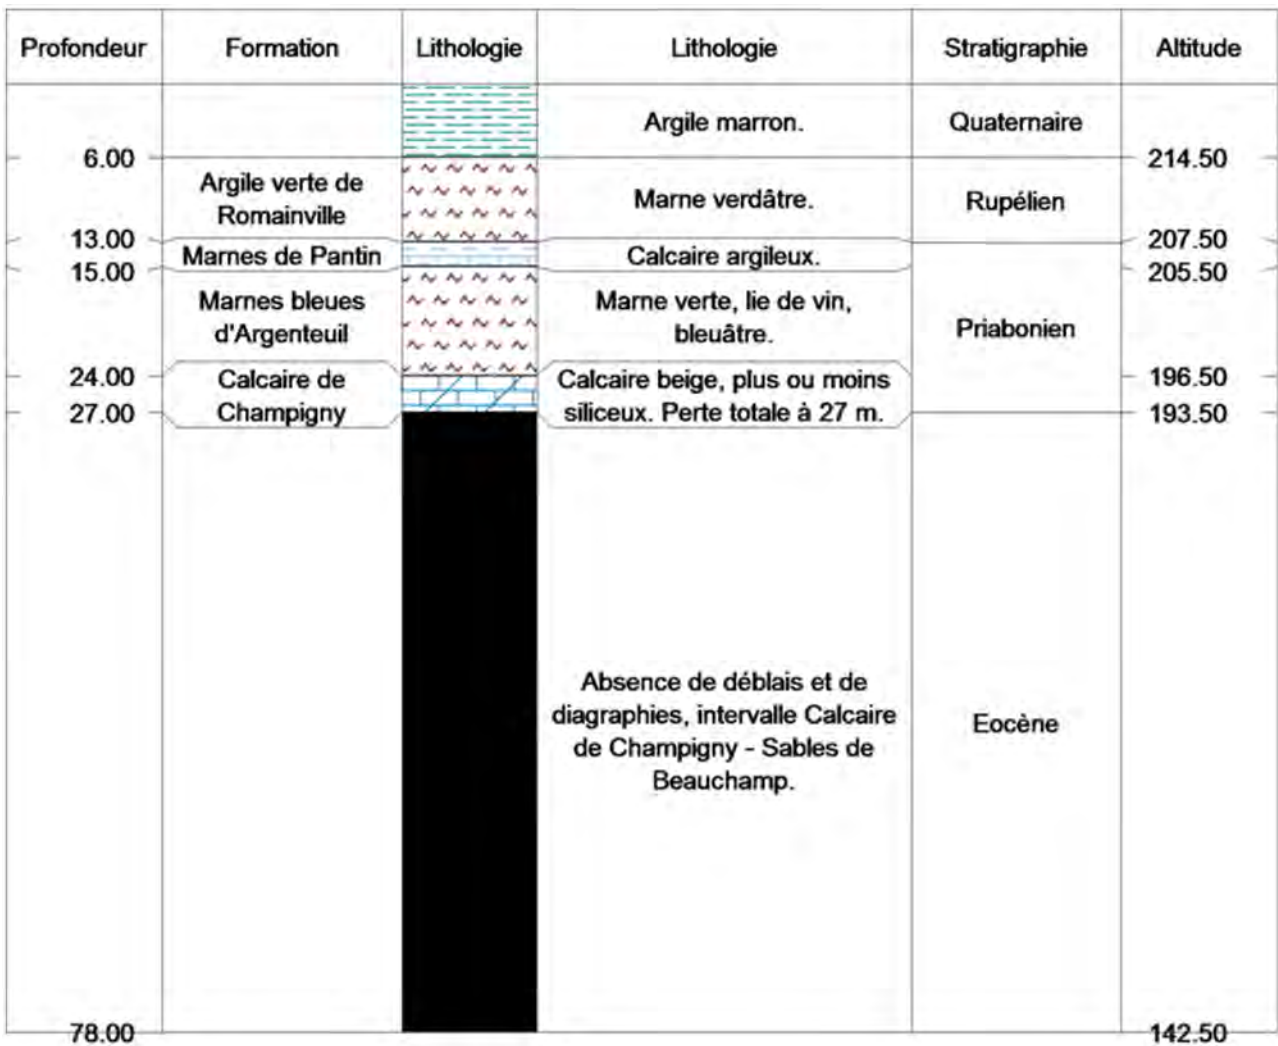 Profondeur Formation Lithologie Lithologie Stratigraphie Altitude
Argile marron. Quaternaire
6.00 214.50
Argile verte de
Romainville
Marne verdâtre. Rupélien
13.00 207.50
Marnes de Pantin Calcaire argileux.
15.00 205.50
Marnes bleues
d'Argenteuil
Marne verte, lie de vin,
bleuâtre.
Priabonien
24.00 196.50
Calcaire de
Champigny
Calcaire beige, plus ou moins
siliceux. Perte totale à 27 m.
27.00 193.50
Absence de déblais et de
diagraphies, intervalle Calcaire
de Champigny - Sables de
Beauchamp.
Eocène
78.00 142.50